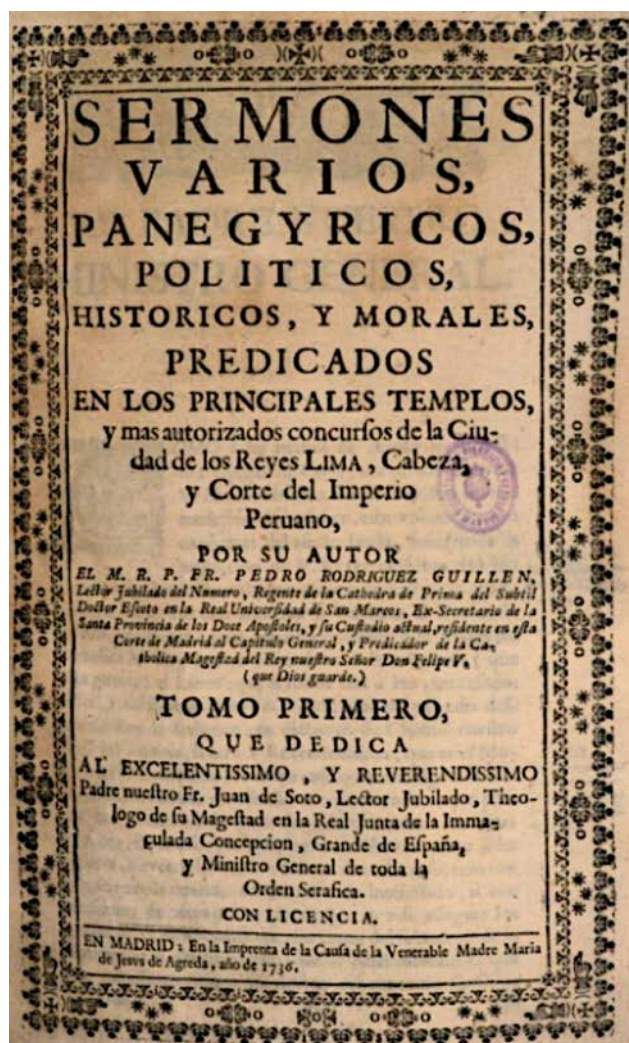 SERMONES
VARIOS,
PANEGYRICOS,
POLITICOS,
HISTORICOS, Y MORALES,
PREDICADOS
EN LOS PRINCIPALES TEMPLOS,
y mas autorizados concurſos de la Ciu-
dad de los Reyes LIMA, Cabeza,
y Corte del Imperio
Peruano,
POR SU AUTOR
EL M. R. P. FR. PEDRO RODRIGUEZ GUILLEN,
Lector Jubilado del Numero, Regente de la Cathedra de Prima del Subtil
Doctor Eſcoto en la Real Univerſidad de San Marcos, Ex-Secretario de la
Santa Provincia de los Doce Apoſtoles, y ſu Cuſtodio actual, reſidente en eſta
Corte de Madrid al Capitulo General, y Predicador de la Ca-
tholica Mageſtad del Rey nueſtro Señor Don Felipe V.
(que Dios guarde.)
TOMO PRIMERO,
QUE DEDICA
AL EXCELENTISSIMO, Y REVERENDISSIMO
Padre nueſtro Fr. Juan de Soto, Lector Jubilado, Theo-
logo de ſu Mageſtad en la Real Junta de la Imma-
culada Concepcion, Grande de Eſpaña,
y Miniſtro General de toda la
Orden Serafica.
CON LICENCIA.
EN MADRID: En la Imprenta de la Cauſa de la Venerable Madre Maria
de Jeſus de Agreda, año de 1736.